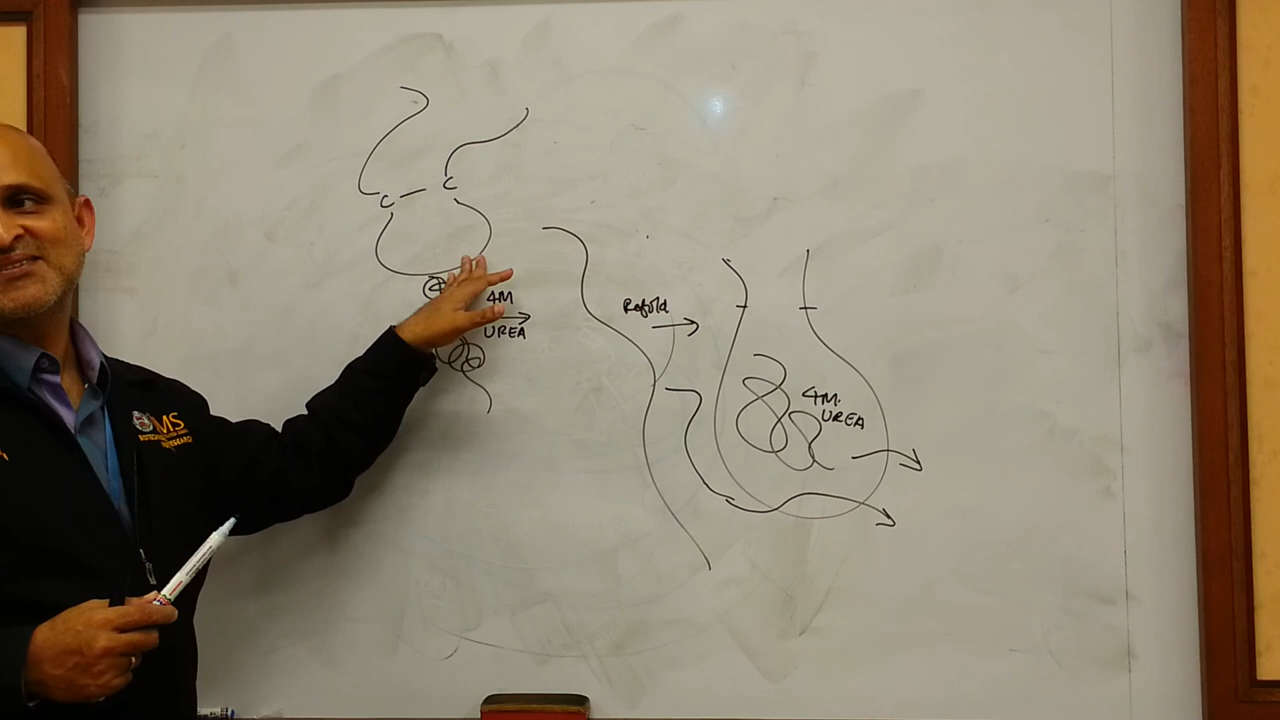 C – C
4M
UREA
Refold
4M.
UREA
MS